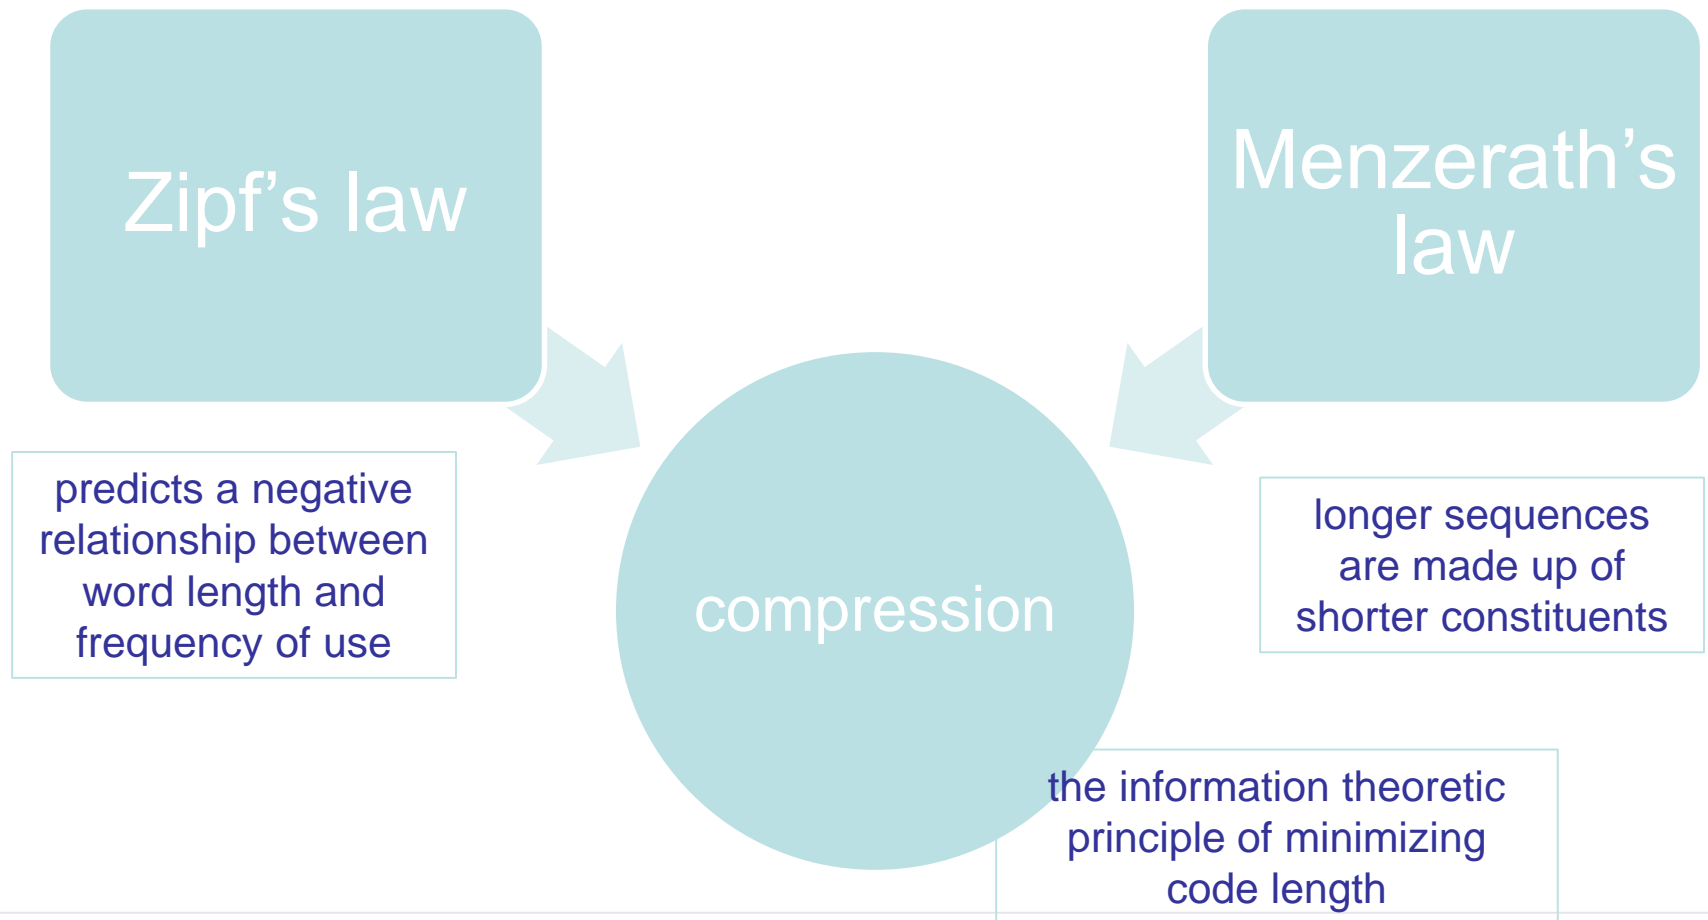 Zipf’s law
Menzerath’s
law
predicts a negative
relationship between
word length and
frequency of use
longer sequences
are made up of
shorter constituents
compression
the information theoretic
principle of minimizing
code length